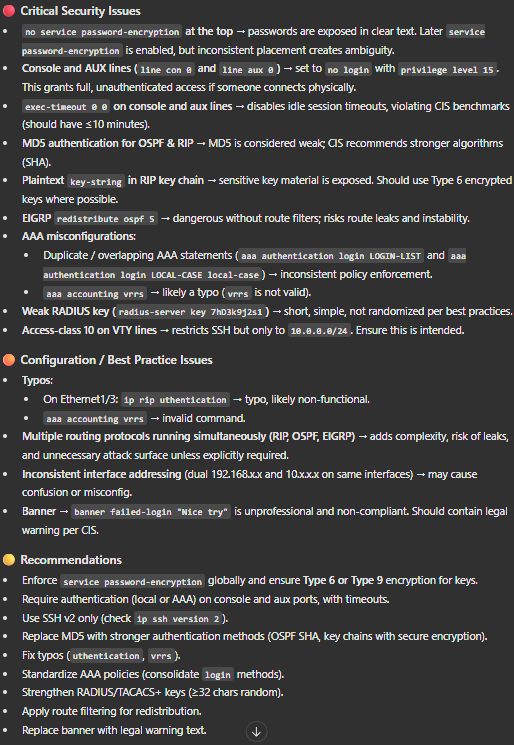 Critical Security Issues
no service password-encryption at the top → passwords are exposed in clear text. Later service
password-encryption is enabled, but inconsistent placement creates ambiguity.
Console and AUX lines (line con 0 and line aux 0) → set to no login with privilege level 15.
This grants full, unauthenticated access if someone connects physically.
exec-timeout 0 0 on console and aux lines → disables idle session timeouts, violating CIS benchmarks
(should have ≤10 minutes).
MD5 authentication for OSPF & RIP → MD5 is considered weak; CIS recommends stronger algorithms
(SHA).
Plaintext key-string in RIP key chain → sensitive key material is exposed. Should use Type 6 encrypted
keys where possible.
EIGRP redistribute ospf 5 → dangerous without route filters; risks route leaks and instability.
AAA misconfigurations:
Duplicate / overlapping AAA statements (aaa authentication login LOGIN-LIST and aaa
authentication login LOCAL-CASE local-case) → inconsistent policy enforcement.
aaa accounting vrrs → likely a typo (vrrs is not valid).
Weak RADIUS key (radius-server key 7hD3k9j2s1) → short, simple, not randomized per best practices.
Access-class 10 on VTY lines → restricts SSH but only to 10.0.0.0/24. Ensure this is intended.
Configuration / Best Practice Issues
Typos:
On Ethernet1/3: ip rip uthentication → typo, likely non-functional.
aaa accounting vrrs → invalid command.
Multiple routing protocols running simultaneously (RIP, OSPF, EIGRP) → adds complexity, risk of leaks,
and unnecessary attack surface unless explicitly required.
Inconsistent interface addressing (dual 192.168.x.x and 10.x.x.x on same interfaces) → may cause
confusion or misconfig.
Banner → banner failed-login "Nice try" is unprofessional and non-compliant. Should contain legal
warning per CIS.
Recommendations
Enforce service password-encryption globally and ensure Type 6 or Type 9 encryption for keys.
Require authentication (local or AAA) on console and aux ports, with timeouts.
Use SSH v2 only (check ip ssh version 2).
Replace MD5 with stronger authentication methods (OSPF SHA, key chains with secure encryption).
Fix typos (uthentication, vrrs).
Standardize AAA policies (consolidate login methods).
Strengthen RADIUS/TACACS+ keys (≥32 chars random).
Apply route filtering for redistribution.
Replace banner with legal warning text.